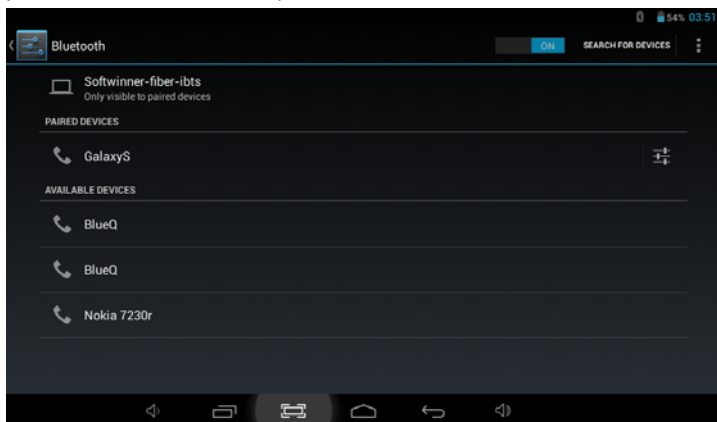 54% 03:51
Bluetooth ON SEARCH FOR DEVICES
Softwinner-fiber-ibts
Only visible to paired devices
PAIRED DEVICES
GalaxyS
AVAILABLE DEVICES
BlueQ
BlueQ
Nokia 7230r